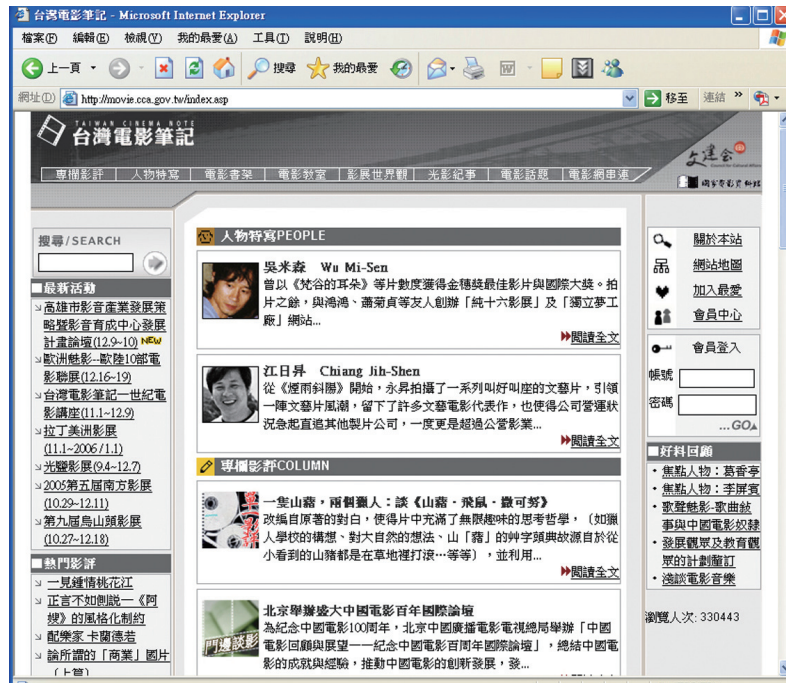 台灣電影筆記 - Microsoft Internet Explorer
檔案(F) 編輯(E) 檢視(V) 我的最愛(A) 工具(T) 說明(H)
上一頁 搜尋 我的最愛
網址(D) http://movie.cca.gov.tw/index.asp 移至 連結 »
TAIWAN CINEMA NOTE
台灣電影筆記
文建會
專欄影評 | 人物特寫 | 電影書架 | 電影教室 | 影展世界觀 | 光影紀事 | 電影話題 | 電影網串連
國家電影資料館
搜尋/SEARCH
最新活動
高雄市影音產業發展策
略暨影音育成中心發展
計畫論壇(12.9~10) NEW
歐洲魅影--歐陸10部電
影聯展(12.16~19)
台灣電影筆記一世紀電
影講座(11.1~12.9)
拉丁美洲影展
(11.1~2006/1.1)
光鹽影展(9.4~12.7)
2005第五屆南方影展
(10.29~12.11)
第九屆烏山頭影展
(10.27~12.18)
熱門影評
一見鍾情桃花江
正言不如側說—《阿
嫂》的風格化制約
配樂家 卡蘭德若
論所謂的「商業」國片
(上篇)
人物特寫PEOPLE
吳米森 Wu Mi-Sen
曾以《梵谷的耳朵》等片數度獲得金穗獎最佳影片與國際大獎。拍
片之餘，與鴻鴻、蕭菊貞等友人創辦「純十六影展」及「獨立夢工
廠」網站...
閱讀全文
江日昇 Chiang Jih-Shen
從《煙雨斜陽》開始，永昇拍攝了一系列叫好叫座的文藝片，引領
一陣文藝片風潮，留下了許多文藝電影代表作，也使得公司營運狀
況急起直追其他製片公司，一度更是超過公營影業...
閱讀全文
專欄影評COLUMN
一隻山豬，兩個獵人：談《山豬‧飛鼠‧撒可努》
改編自原著的對白，使得片中充滿了無限趣味的思考哲學，〔如獵
人學校的構想、對大自然的想法、山「豬」的艸字頭典故源自於從
小看到的山豬都是在草地裡打滾…等等〕，並利用...
閱讀全文
門邊談影
北京舉辦盛大中國電影百年國際論壇
為紀念中國電影100周年，北京中國廣播電影電視總局舉辦「中國
電影回顧與展望——紀念中國電影百周年國際論壇」，總結中國電
影的成就與經驗，推動中國電影的創新發展，發...
關於本站
網站地圖
加入最愛
會員中心
會員登入
帳號
密碼
...GO
好料回顧
‧焦點人物：葛香亭
‧焦點人物：李屏賓
‧歌聲魅影-歌曲敘
事與中國電影奴隸
‧發展觀眾及教育觀
眾的計劃釐訂
‧淺談電影音樂
瀏覽人次: 330443